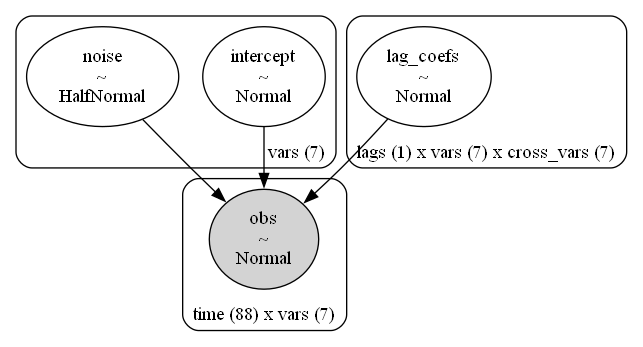 noise
~
HalfNormal
intercept
~
Normal
vars (7)
lag_coefs
~
Normal
lags (1) x vars (7) x cross_vars (7)
obs
~
Normal
time (88) x vars (7)